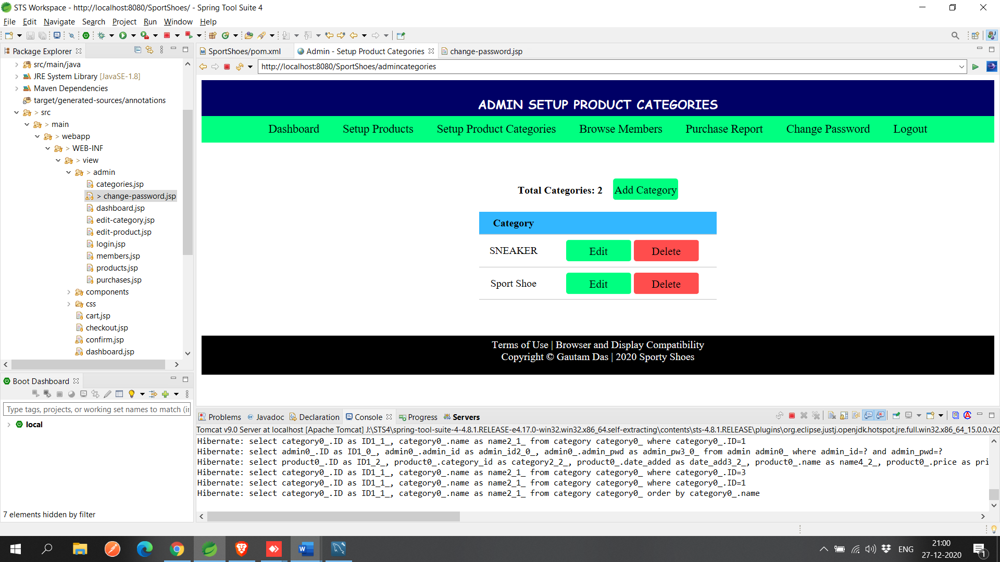 STS Workspace - http://localhost:8080/SportShoes/ - Spring Tool Suite 4
File Edit Navigate Search Project Run Window Help
Package Explorer
src/main/java
JRE System Library [JavaSE-1.8]
Maven Dependencies
target/generated-sources/annotations
> src
> main
> webapp
> WEB-INF
> view
> admin
categories.jsp
> change-password.jsp
dashboard.jsp
edit-category.jsp
edit-product.jsp
login.jsp
members.jsp
products.jsp
purchases.jsp
components
css
cart.jsp
checkout.jsp
confirm.jsp
dashboard.jsp
Boot Dashboard
Type tags, projects, or working set names to match (in
local
7 elements hidden by filter
SportShoes/pom.xml Admin - Setup Product Categories change-password.jsp
http://localhost:8080/SportShoes/admincategories
ADMIN SETUP PRODUCT CATEGORIES
Dashboard Setup Products Setup Product Categories Browse Members Purchase Report Change Password Logout
Total Categories: 2 Add Category
Category
SNEAKER Edit Delete
Sport Shoe Edit Delete
Terms of Use | Browser and Display Compatibility
Copyright © Gautam Das | 2020 Sporty Shoes
Problems @ Javadoc Declaration Console Progress Servers
Tomcat v9.0 Server at localhost [Apache Tomcat] J:\STS4\spring-tool-suite-4-4.8.1.RELEASE-e4.17.0-win32.win32.x86_64.self-extracting\contents\sts-4.8.1.RELEASE\plugins\org.eclipse.justj.openjdk.hotspot.jre.full.win32.x86_64_15.0.0.v20
Hibernate: select category0_.ID as ID1_1_, category0_.name as name2_1_ from category category0_ where category0_.ID=1
Hibernate: select admin0_.ID as ID1_0_, admin0_.admin_id as admin_id2_0_, admin0_.admin_pwd as admin_pw3_0_ from admin admin0_ where admin_id=? and admin_pwd=?
Hibernate: select product0_.ID as ID1_2_, product0_.category_id as category2_2_, product0_.date_added as date_add3_2_, product0_.name as name4_2_, product0_.price as pri
Hibernate: select category0_.ID as ID1_1_, category0_.name as name2_1_ from category category0_ where category0_.ID=3
Hibernate: select category0_.ID as ID1_1_, category0_.name as name2_1_ from category category0_ where category0_.ID=1
Hibernate: select category0_.ID as ID1_1_, category0_.name as name2_1_ from category category0_ order by category0_.name
ENG
21:00
27-12-2020
1